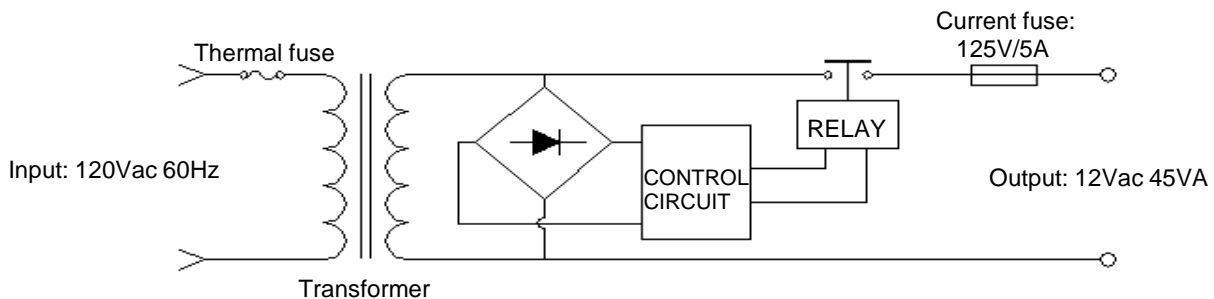 Current fuse:
125V/5A
Thermal fuse
RELAY
Input: 120Vac 60Hz
CONTROL
CIRCUIT
Output: 12Vac 45VA
Transformer